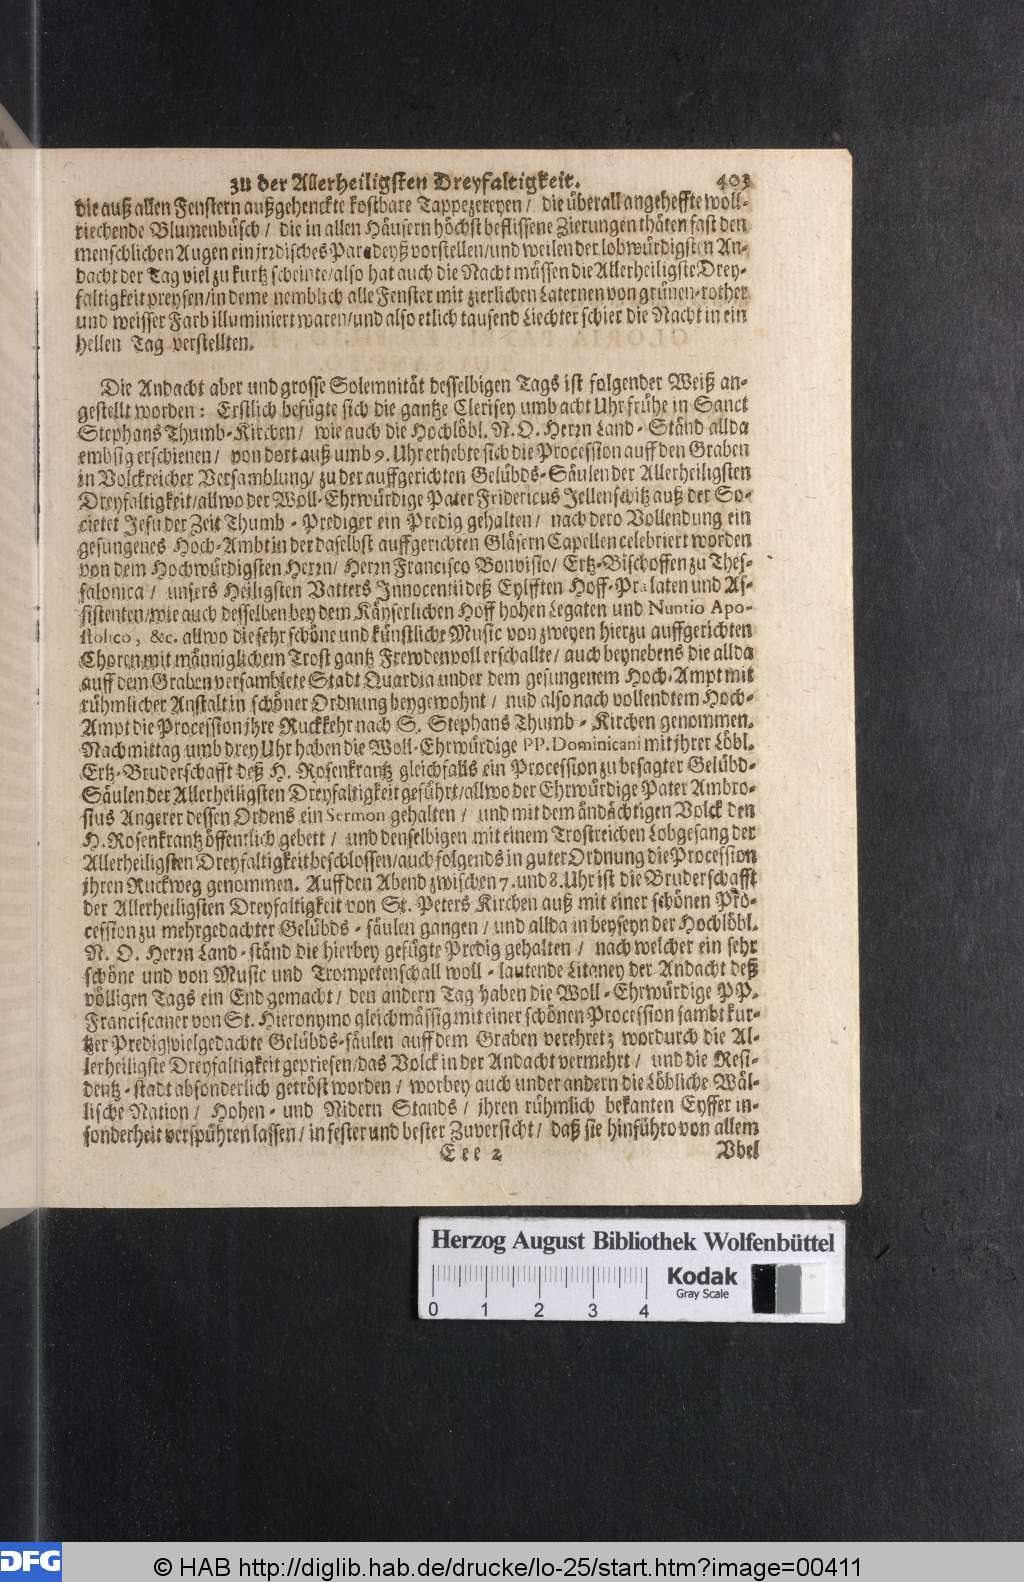 zu der Allerheiligsten Dreyfaltigkeit. 403
die auß allen Fenstern außgehenckte kostbare Tappezereyen / die überall angeheffte woll-
riechende Blumenbüsch / die in allen Häusern höchst beflissene Zierungen thäten fast den
menschlichen Augen ein jrrdisches Paradeyß vorstellen / und weilen der lobwürdigsten An-
dacht der Tag viel zu kurtz scheinte / also hat auch die Nacht müssen die Allerheiligste Drey-
faltigkeit preysen / in deme nemblich alle Fenster mit zierlichen Laternen von grünen-rother
und weisser Farb illuminiert waren / und also etlich tausend Liechter schier die Nacht in ein
hellen Tag verstellten.
Die Andacht aber und grosse Solemnität desselbigen Tags ist folgender Weiß an-
gestellt worden: Erstlich befügte sich die gantze Clerisey umb acht Uhr frühe in Sanct
Stephans Thumb-Kirchen / wie auch die Hochlöbl. N. O. Herrn Land-Ständ allda
embsig erschienen / von dort auß umb 9. Uhr erhebte sich die Procession auff den Graben
in Volckreicher Versamblung / zu der auffgerichten Gelübds-Säulen der Allerheiligsten
Dreyfaltigkeit / allwo der Woll-Ehrwürdige Pater Fridericus Jellenschitz auß der So-
cietet Jesu der Zeit Thumb-Prediger ein Predig gehalten / nach dero Vollendung ein
gesungenes Hoch-Ambt in der daselbst auffgerichten Gläsern Capellen celebriert worden
von dem Hochwürdigsten Herrn / Herrn Francisco Bonvisio / Ertz-Bischoffen zu Thes-
salonica / unsers Heiligsten Vatters Innocentii deß Eylfften Hoff-Prälaten und As-
sistenten / wie auch desselben bey dem Käyserlichen Hoff hohen Legaten und Nuntio Apo-
stolico, &c. allwo die sehr schöne und künstliche Music von zweyen hierzu auffgerichten
Choren mit männiglichem Trost gantz Frewdenvoll erschallte / auch beynebens die allda
auff dem Graben versamblete Stadt Quardia under dem gesungenem Hoch-Ampt mit
rühmlicher Anstalt in schöner Ordnung beygewohnt / nud also nach vollendtem Hoch-
Ampt die Procession jhre Ruckkehr nach S. Stephans Thumb-Kirchen genommen.
Nachmittag umb drey Uhr haben die Woll-Ehrwürdige PP. Dominicani mit jhrer Löbl.
Ertz-Bruderschafft deß H. Rosenkrantz gleichfalls ein Procession zu besagter Gelübd-
Säulen der Allerheiligsten Dreyfaltigkeit geführt / allwo der Ehrwürdige Pater Ambro-
sius Angerer dessen Ordens ein Sermon gehalten / und mit dem andächtigen Volck den
H. Rosenkrantz öffentlich gebett / und denselbigen mit einem Trostreichen Lobgesang der
Allerheiligsten Dreyfaltigkeit beschlossen / auch folgends in guter Ordnung die Procession
jhren Ruckweg genommen. Auff den Abend zwischen 7. und 8. Uhr ist die Bruderschafft
der Allerheiligsten Dreyfaltigkeit von St. Peters Kirchen auß mit einer schönen Pro-
cession zu mehrgedachter Gelübds-säulen gangen / und allda in beyseyn der Hochlöbl.
N. O. Herrn Land-ständ die hierbey gefügte Predig gehalten / nach welcher ein sehr
schöne und von Music und Trompetenschall woll-lautende Litaney der Andacht deß
völligen Tags ein End gemacht / den andern Tag haben die Woll-Ehrwürdige PP.
Franciscaner von St. Hieronymo gleichmässig mit einer schönen Procession sambt kur-
tzer Predig vielgedachte Gelübds-säulen auff dem Graben verehret; wordurch die Al-
lerheiligste Dreyfaltigkeit gepriesen / das Volck in der Andacht vermehrt / und die Resi-
dentz-stadt absonderlich getröst worden / worbey auch under andern die Löbliche Wäl-
lische Nation / Hohen- und Nidern Stands / jhren rühmlich bekanten Eyffer in-
sonderheit verspühren lassen / in fester und bester Zuversicht / daß sie hinführo von allem
Eee 2 Vbel
Herzog August Bibliothek Wolfenbüttel
Kodak
Gray Scale
0 1 2 3 4
DFG © HAB http://diglib.hab.de/drucke/lo-25/start.htm?image=00411